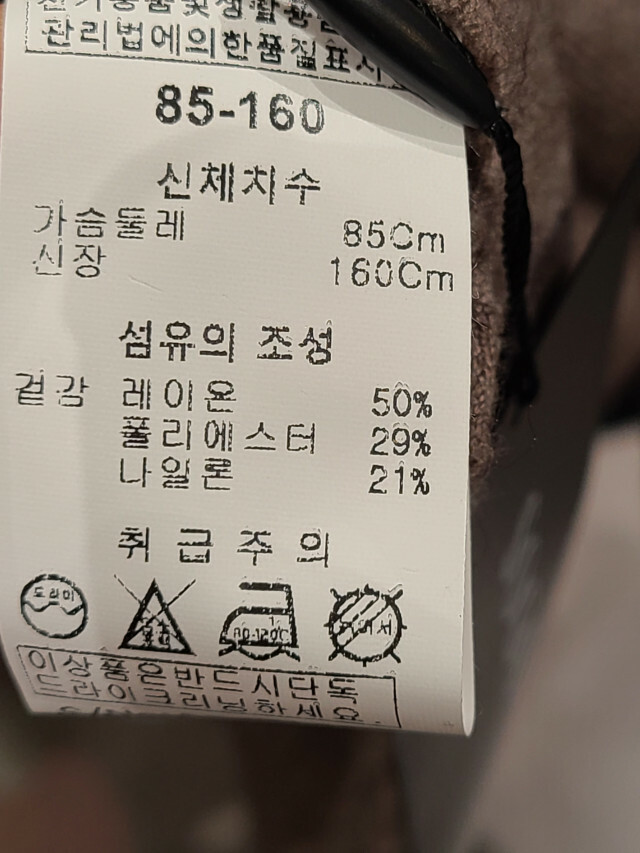 관리법에의한품질표시
85-160
신체치수
가슴둘레 85Cm
신장 160Cm
섬유의 조성
겉감 레이온 50%
폴리에스터 29%
나일론 21%
취급주의
드라이
이상품은반드시단독
드라이크리닝하세요.